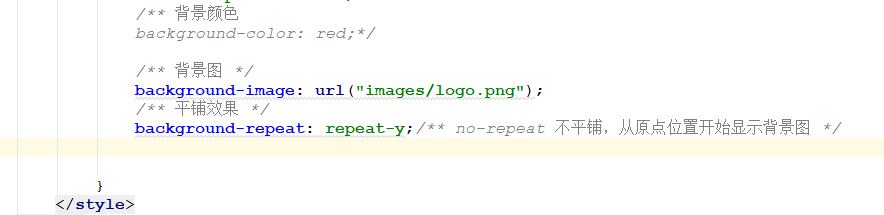 /** 背景颜色
background-color: red;*/
/** 背景图 */
background-image: url("images/logo.png");
/** 平铺效果 */
background-repeat: repeat-y;/** no-repeat 不平铺，从原点位置开始显示背景图 */
}
</style>